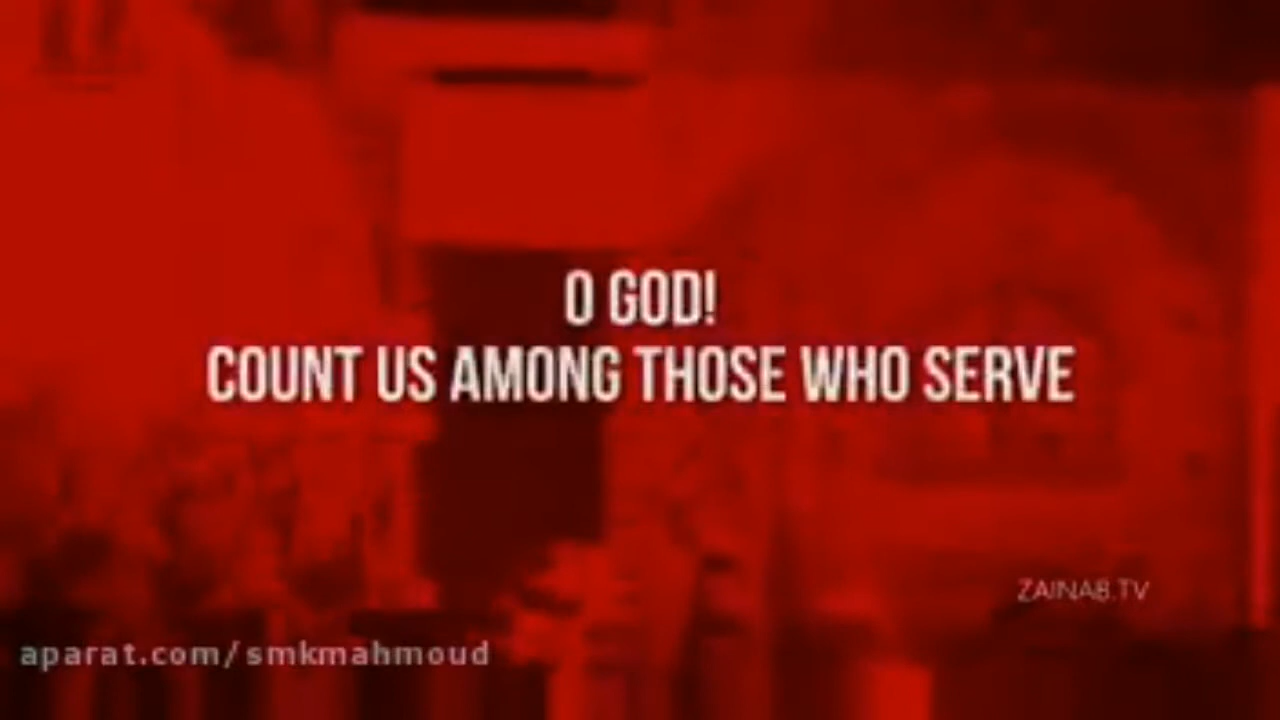 O GOD!
COUNT US AMONG THOSE WHO SERVE
ZAINAB.TV
aparat.com/smkmahmoud